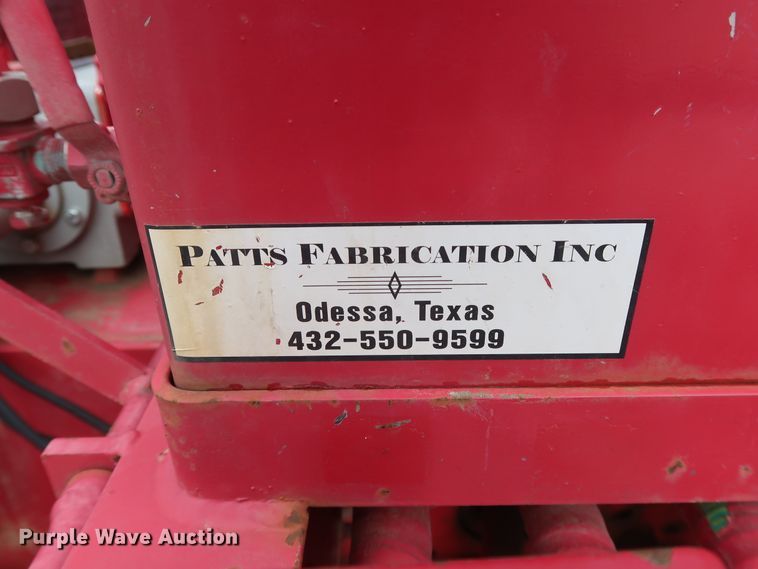 PATTS FABRICATION INC
Odessa, Texas
432-550-9599
Purple Wave Auction